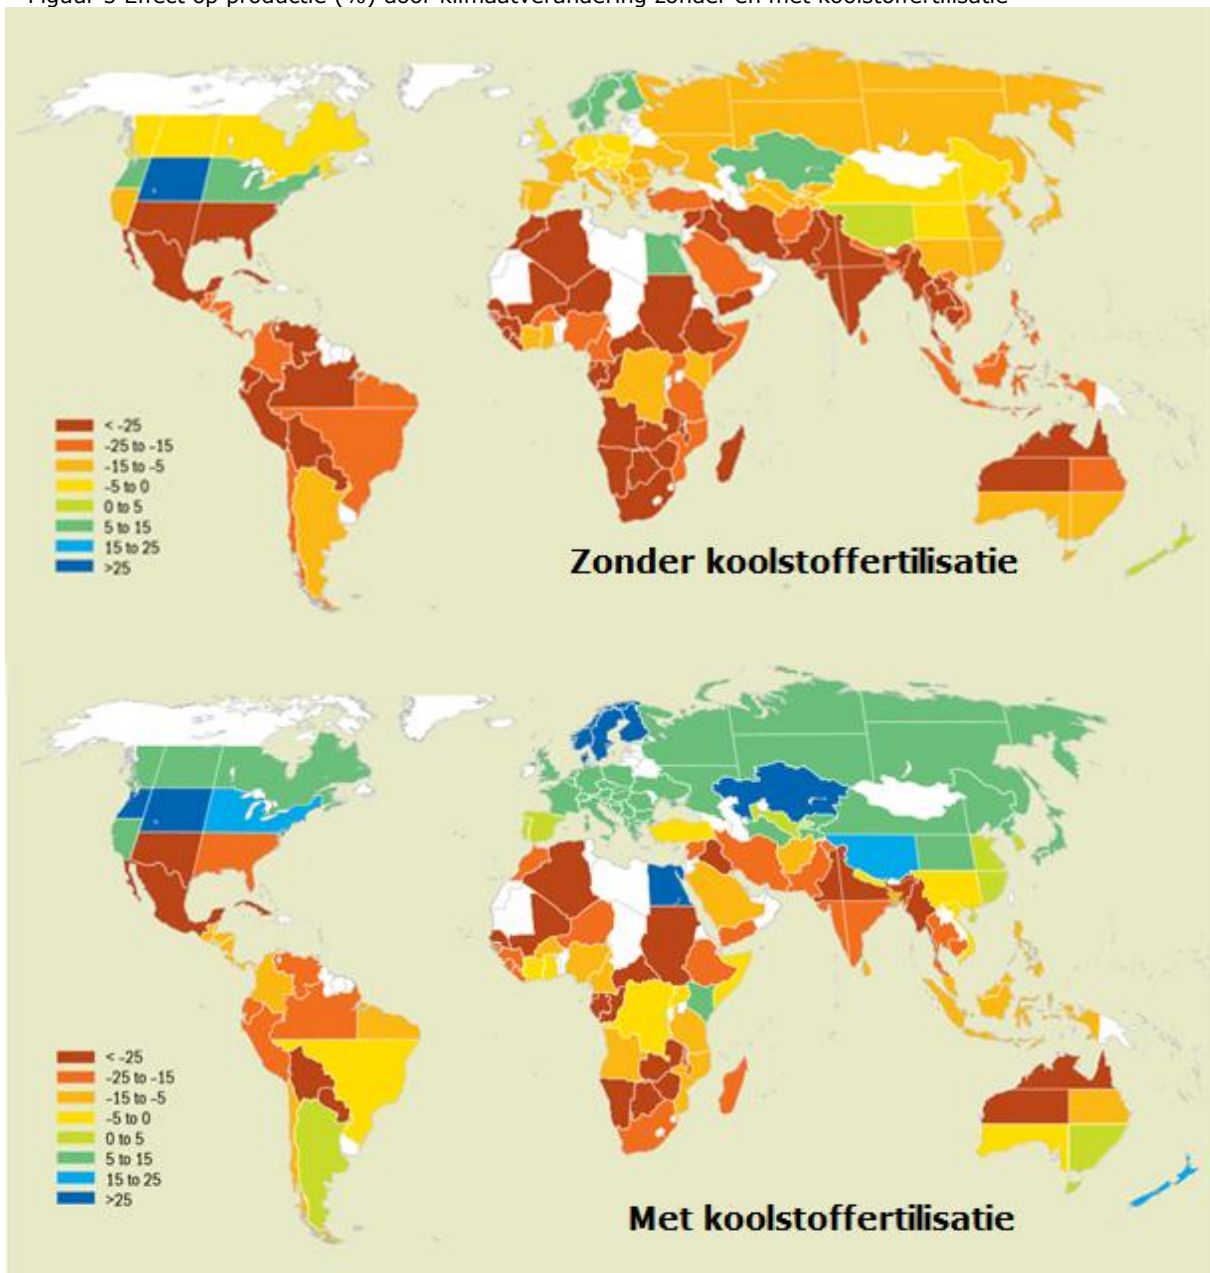 Figuur 3 Effect op productie (%) door klimaatverandering zonder en met koolstoffertilisatie
< -25
-25 to -15
-15 to -5
-5 to 0
0 to 5
5 to 15
15 to 25
>25
Zonder koolstoffertilisatie
< -25
-25 to -15
-15 to -5
-5 to 0
0 to 5
5 to 15
15 to 25
>25
Met koolstoffertilisatie